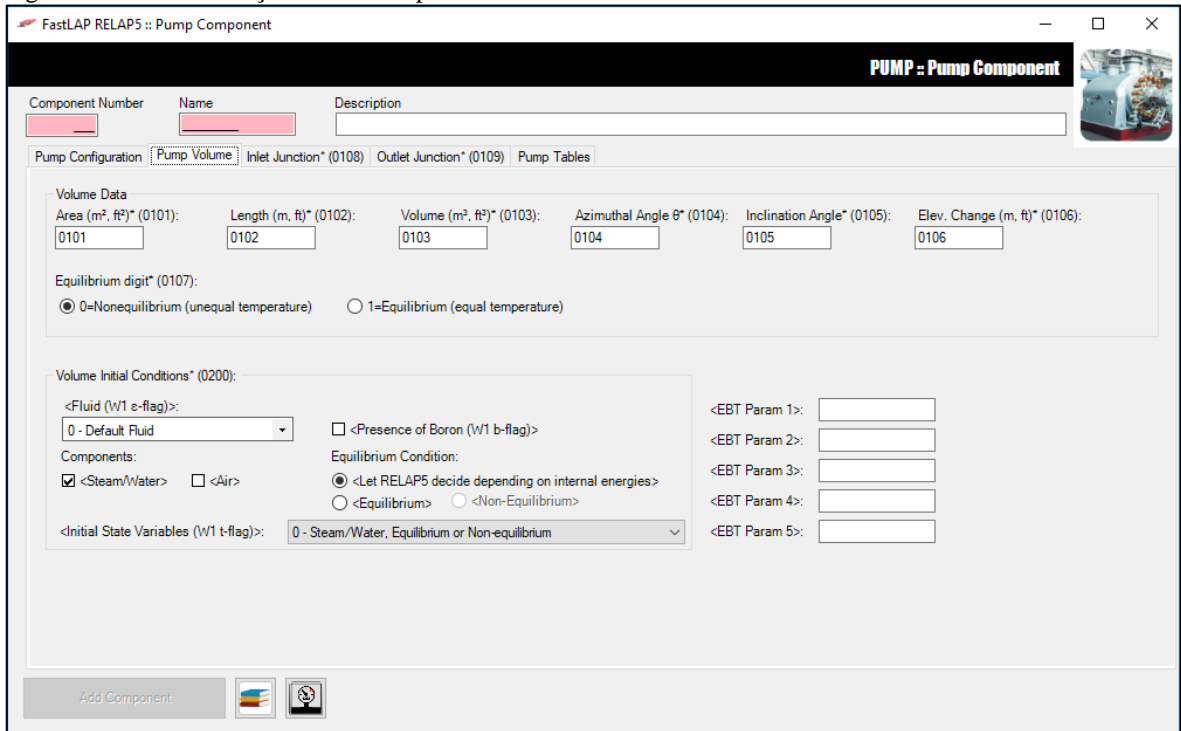 FastLAP RELAP5 :: Pump Component
PUMP :: Pump Component
Component Number Name Description
Pump Configuration Pump Volume Inlet Junction* (0108) Outlet Junction* (0109) Pump Tables
Volume Data
Area (m², ft²)* (0101): Length (m, ft)* (0102): Volume (m³, ft³)* (0103): Azimuthal Angle θ* (0104): Inclination Angle* (0105): Elev. Change (m, ft)* (0106):
0101 0102 0103 0104 0105 0106
Equilibrium digit* (0107):
0=Nonequilibrium (unequal temperature) 1=Equilibrium (equal temperature)
Volume Initial Conditions* (0200):
<Fluid (W1 ε-flag)>:
0 - Default Fluid <Presence of Boron (W1 b-flag)>
Components: Equilibrium Condition:
<Steam/Water> <Air> <Let RELAP5 decide depending on internal energies>
<Equilibrium> <Non-Equilibrium>
<Initial State Variables (W1 t-flag)>: 0 - Steam/Water, Equilibrium or Non-equilibrium
<EBT Param 1>:
<EBT Param 2>:
<EBT Param 3>:
<EBT Param 4>:
<EBT Param 5>:
Add Component